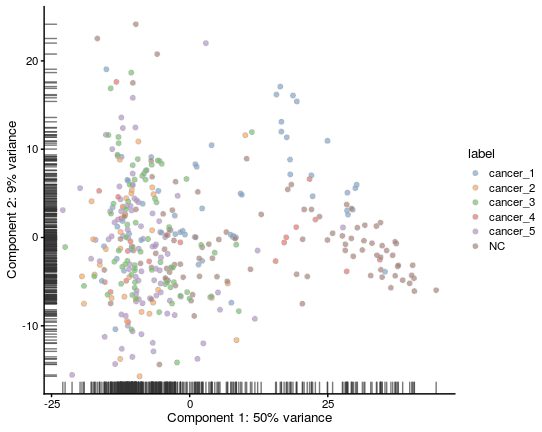 20
10
0
-10
-25
0
25
Component 1: 50% variance
Component 2: 9% variance
label
cancer_1
cancer_2
cancer_3
cancer_4
cancer_5
NC